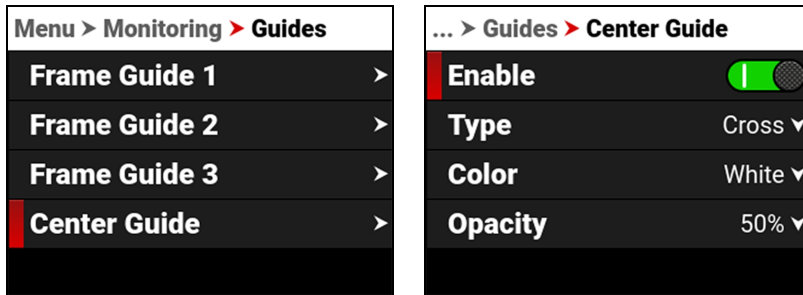 Menu > Monitoring > Guides
Frame Guide 1
Frame Guide 2
Frame Guide 3
Center Guide
... > Guides > Center Guide
Enable
Type Cross
Color White
Opacity 50%